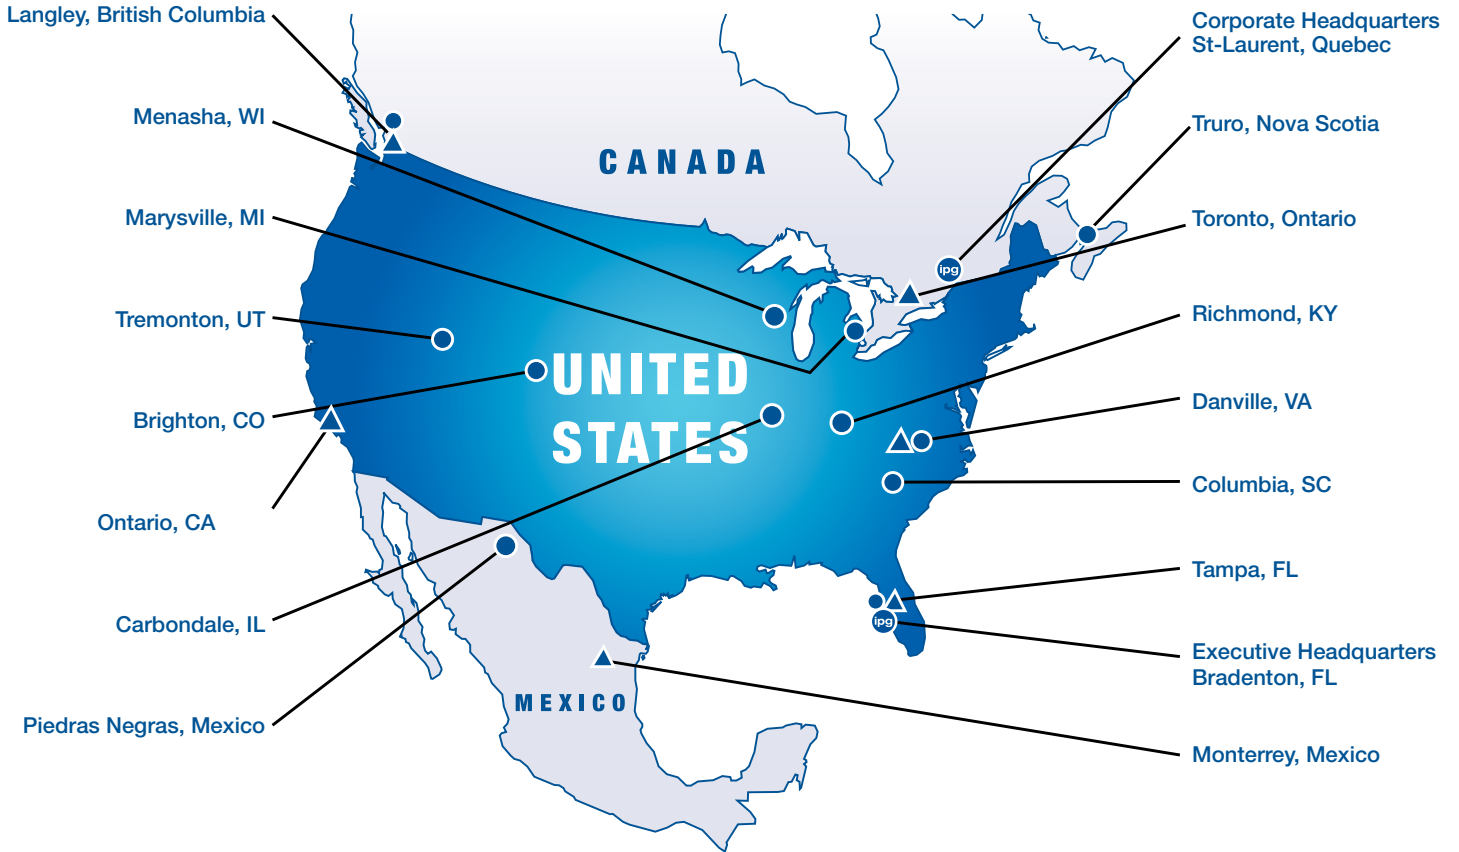 Langley, British Columbia
Menasha, WI
Marysville, MI
Tremonton, UT
Brighton, CO
Ontario, CA
Carbondale, IL
Piedras Negras, Mexico
CANADA
UNITED
STATES
MEXICO
ipg
ipg
Corporate Headquarters
St-Laurent, Quebec
Truro, Nova Scotia
Toronto, Ontario
Richmond, KY
Danville, VA
Columbia, SC
Tampa, FL
Executive Headquarters
Bradenton, FL
Monterrey, Mexico